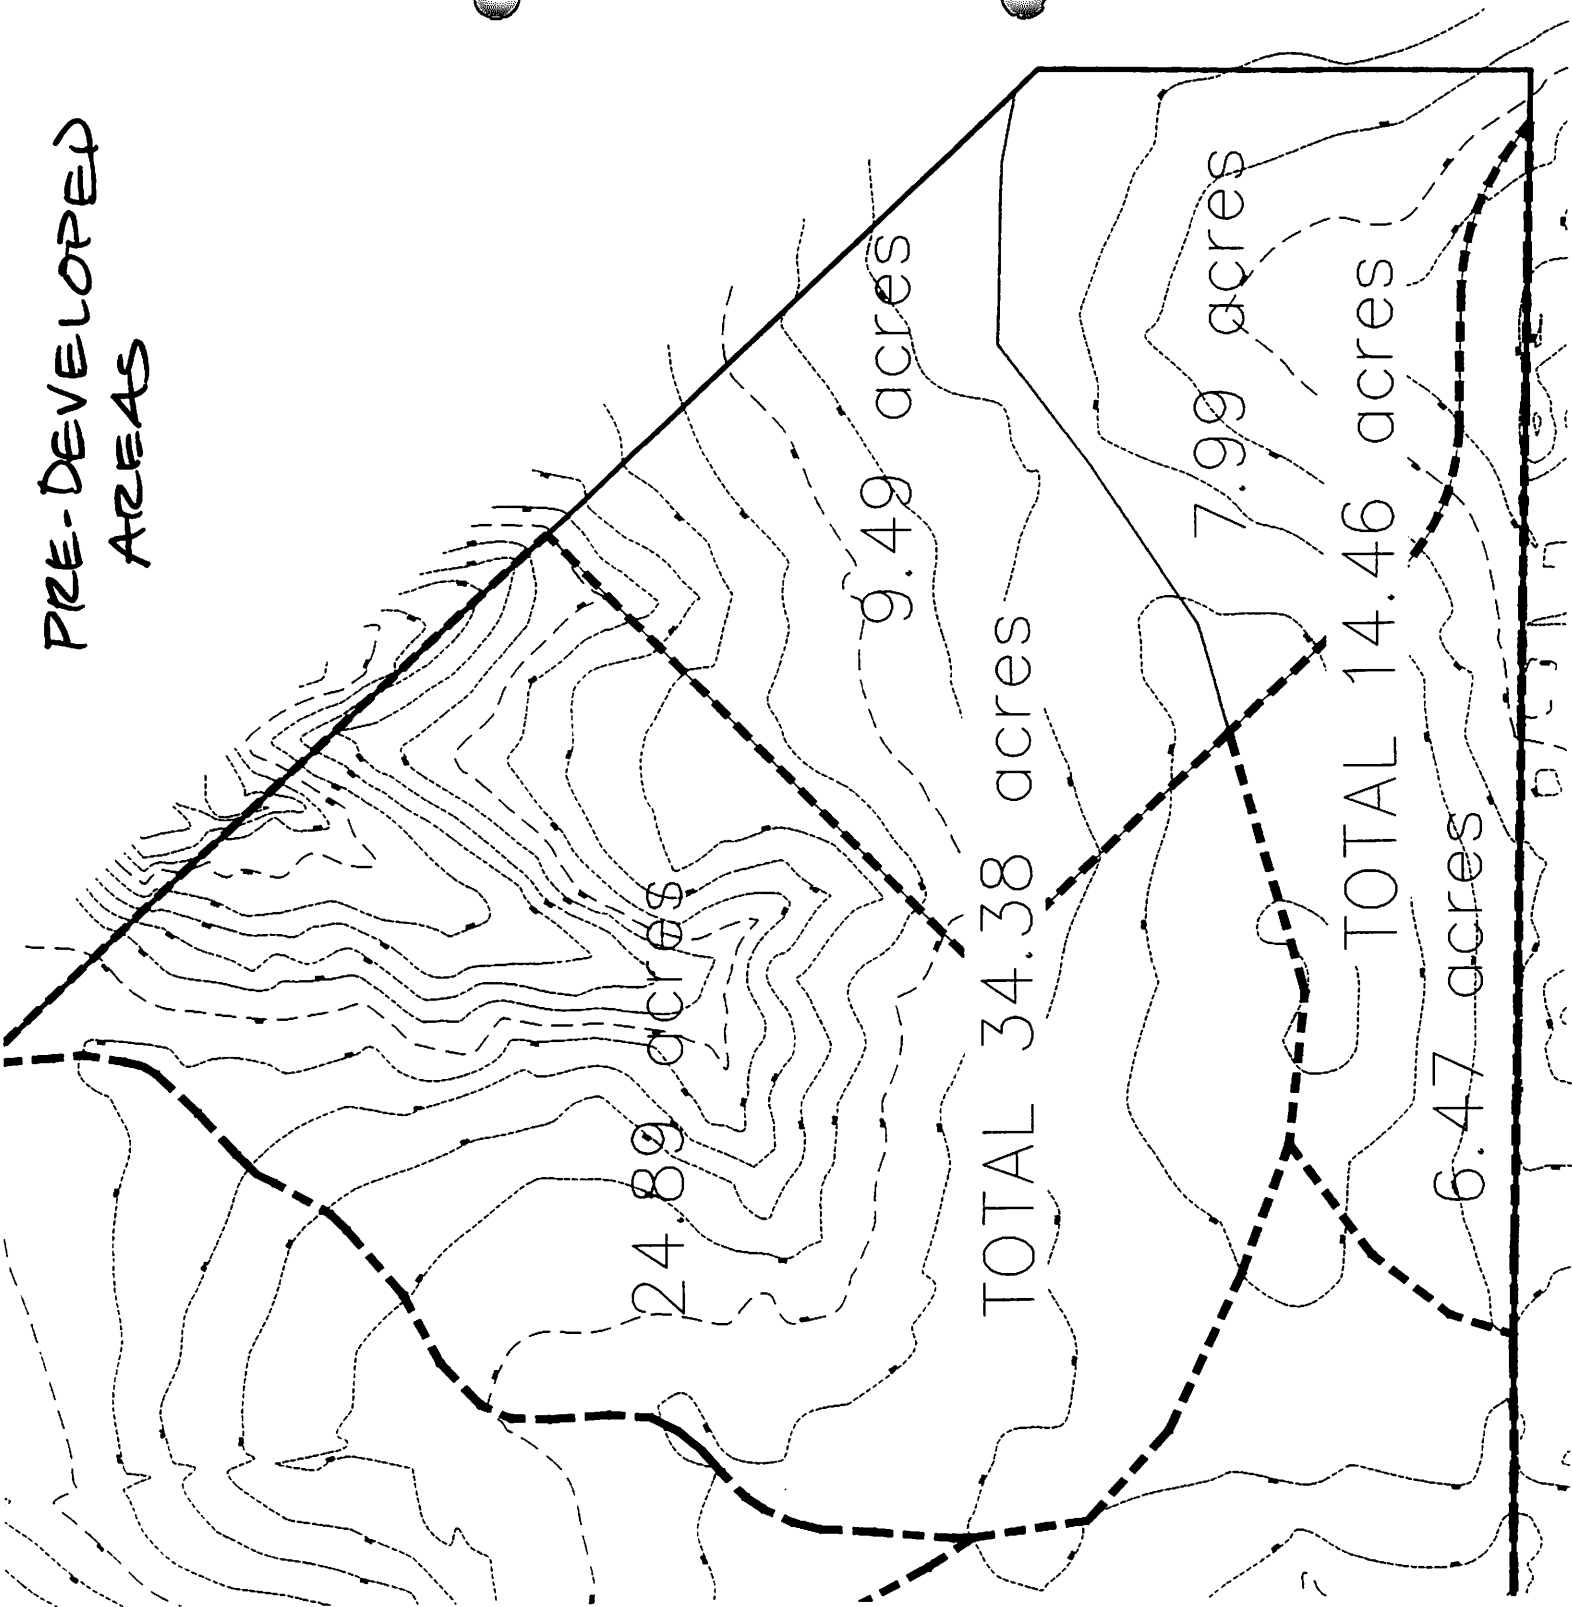 PRE-DEVELOPED
AREAS
24.89 acres
9.49 acres
TOTAL 34.38 acres
7.99 acres
TOTAL 14.46 acres
6.47 acres